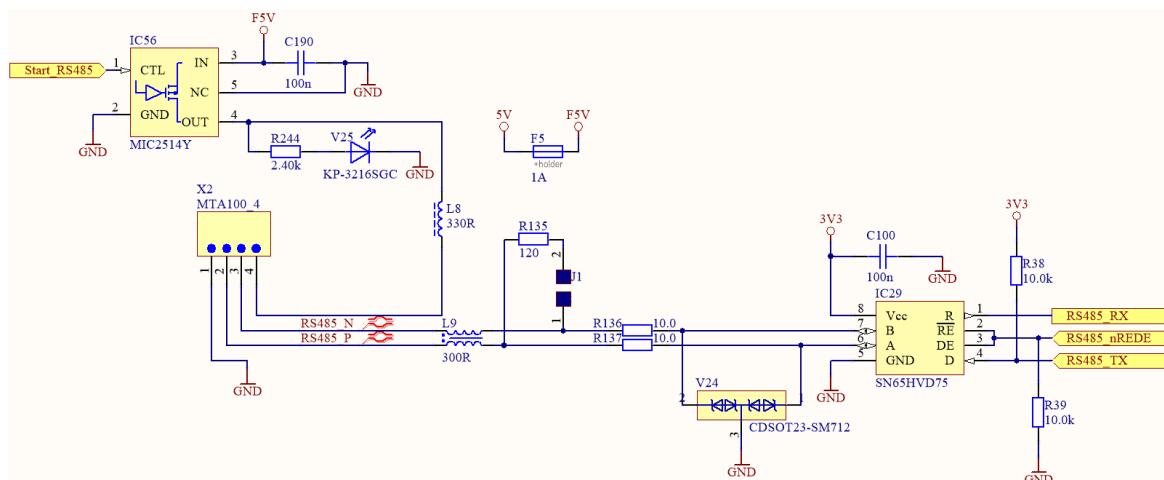 F5V
IC56
C190
Start_RS485
1
CTL
IN
3
100n
GND
NC
5
2
GND
OUT
4
MIC2514Y
GND
R244
2.40k
V25
KP-3216SGC
GND
5V
F5V
F5
+holder
1A
X2
MTA100_4
1
2
3
4
L8
330R
R135
120
2
J1
1
RS485_N
RS485_P
L9
300R
GND
R136
10.0
R137
10.0
V24
2
1
3
CDSOT23-SM712
GND
3V3
C100
100n
GND
3V3
R38
10.0k
IC29
8
Vcc
R
1
7
B
RE
2
6
A
DE
3
5
GND
D
4
SN65HVD75
GND
RS485_RX
RS485_nREDE
RS485_TX
R39
10.0k
GND